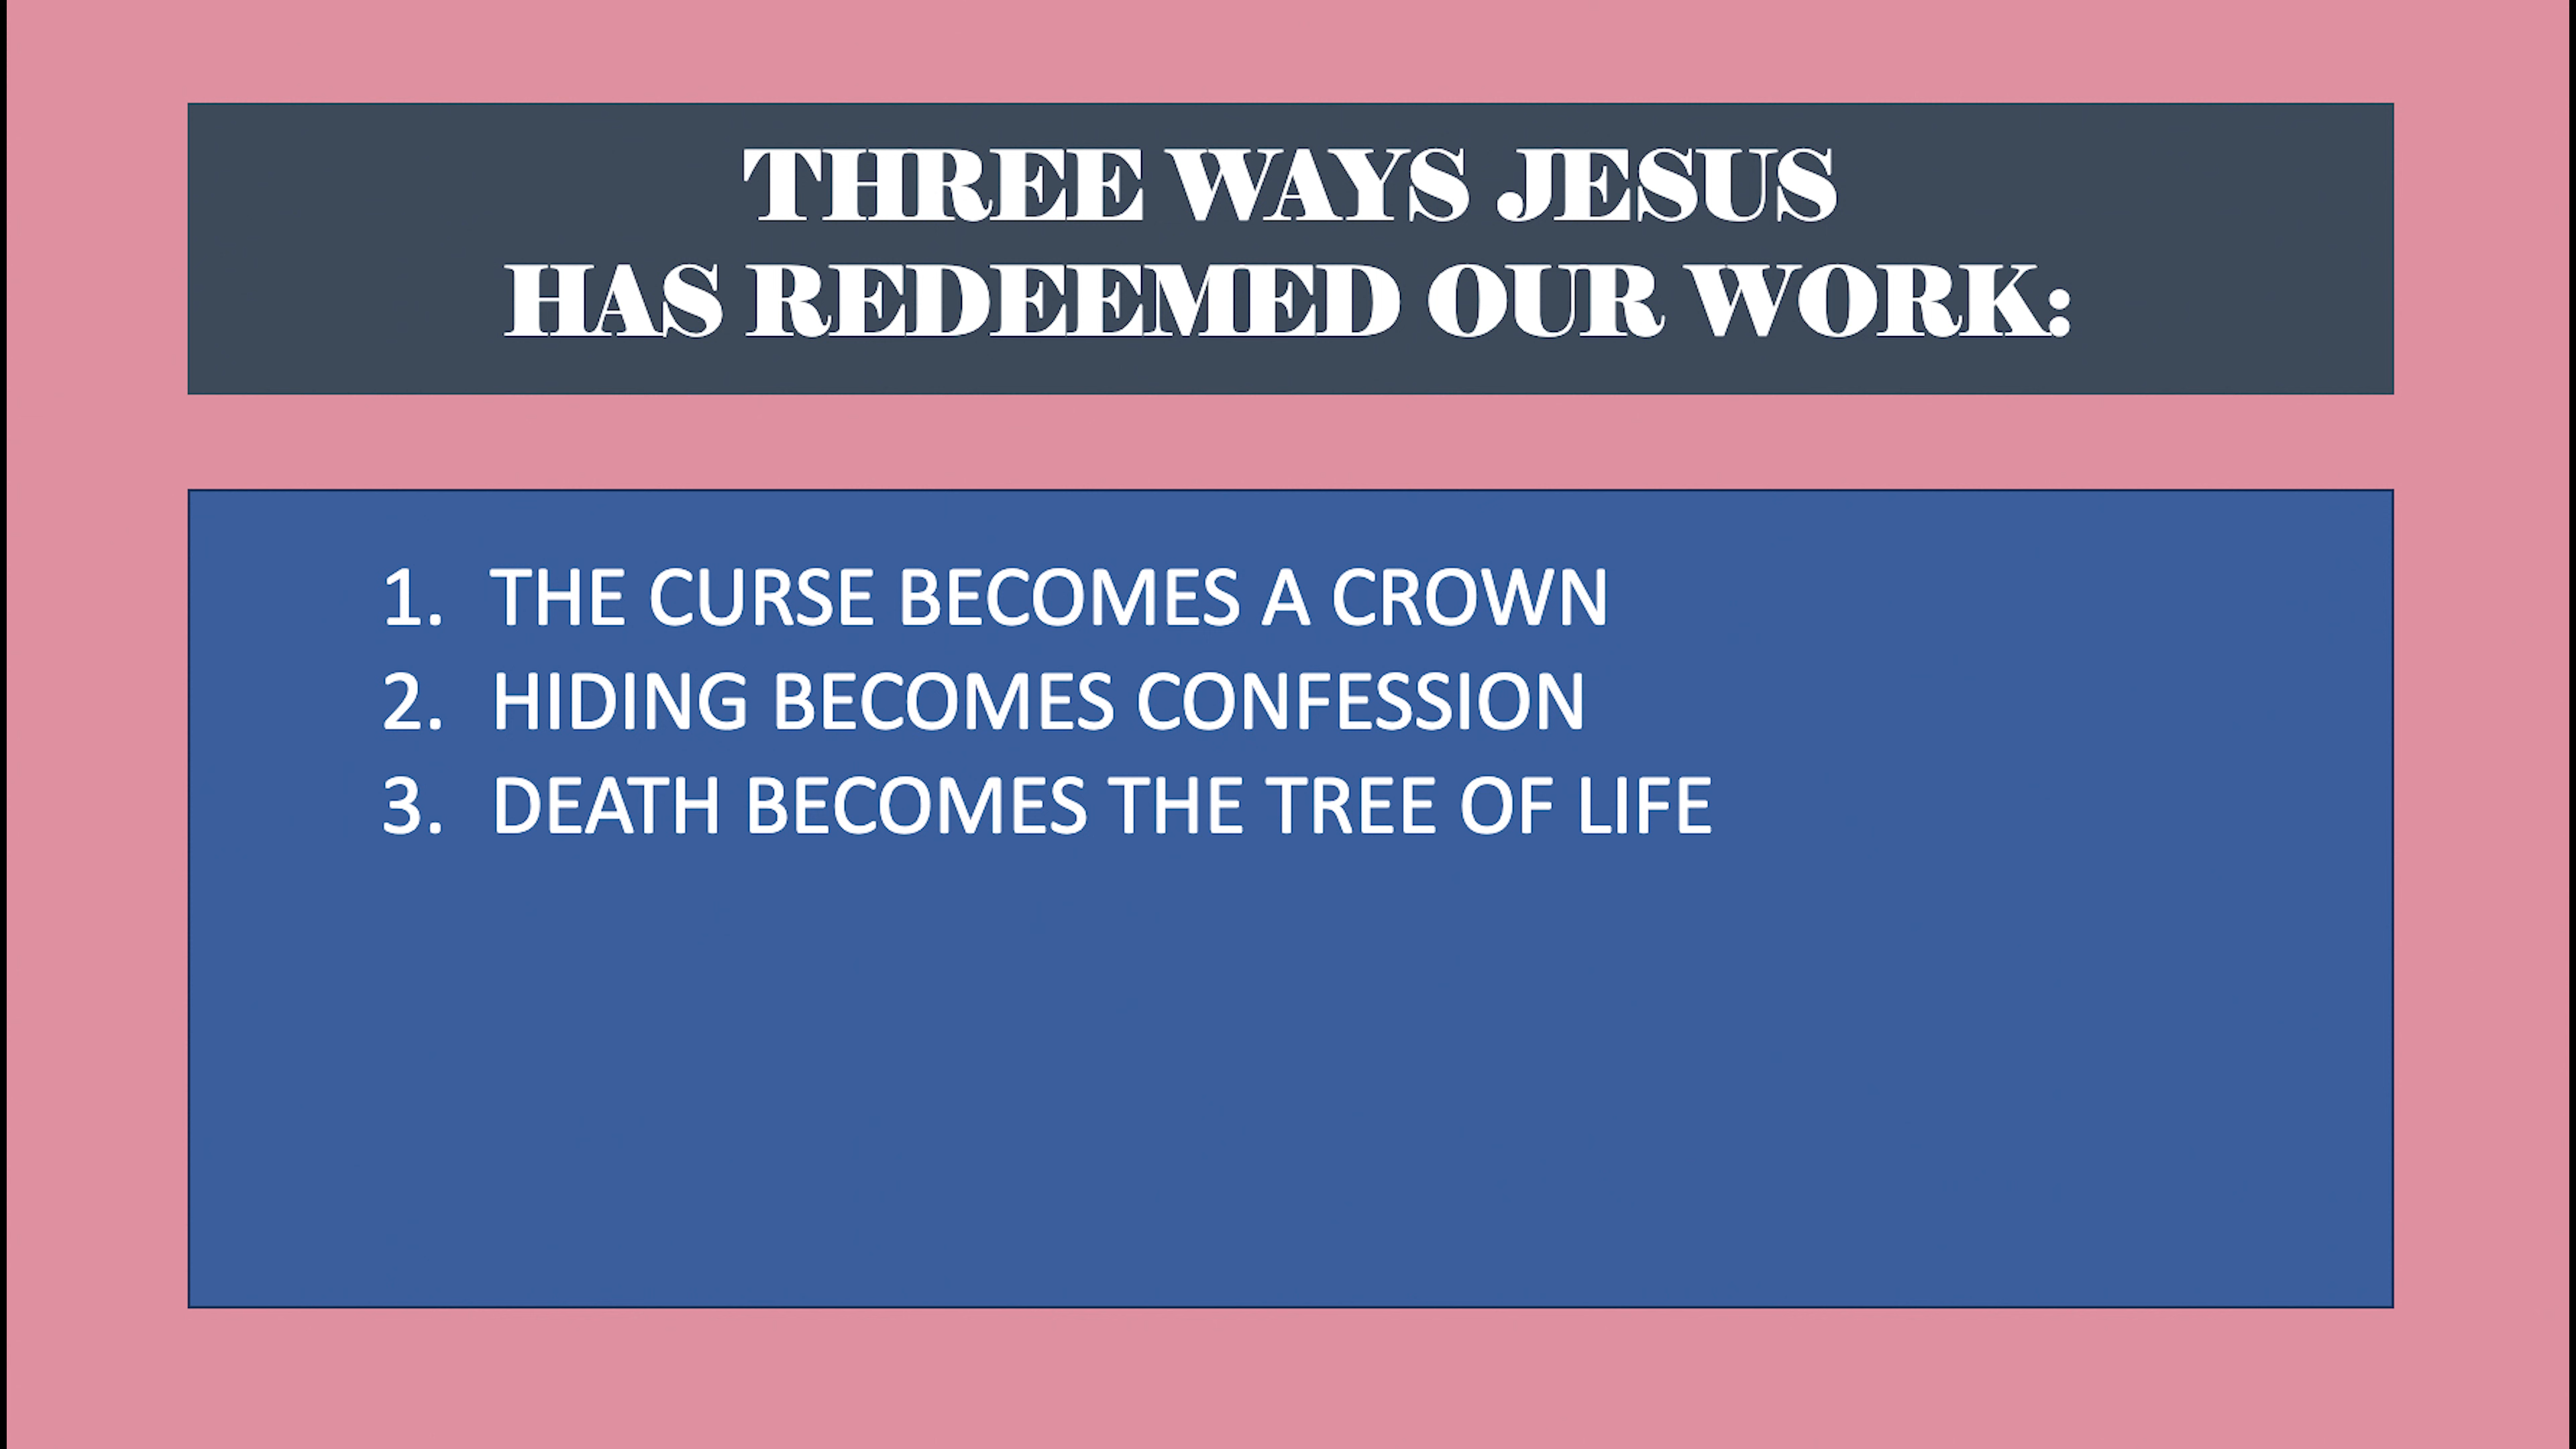 THREE WAYS JESUS
HAS REDEEMED OUR WORK:
1. THE CURSE BECOMES A CROWN
2. HIDING BECOMES CONFESSION
3. DEATH BECOMES THE TREE OF LIFE